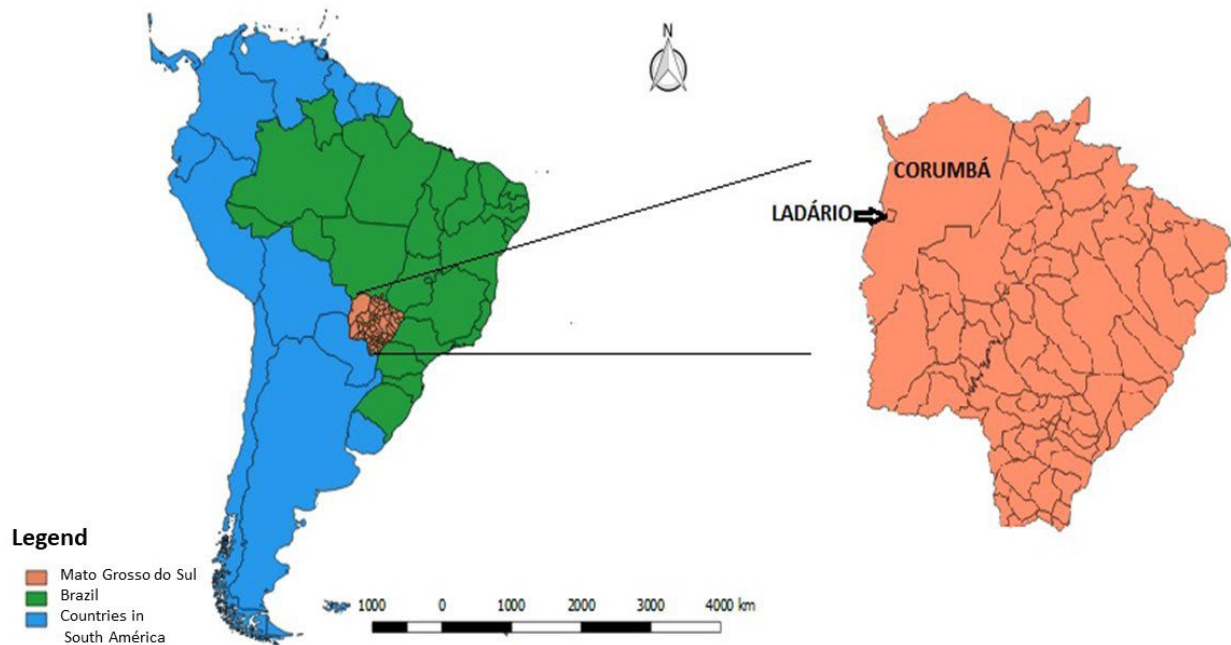 N
CORUMBÁ
LADÁRIO
Legend
Mato Grosso do Sul
Brazil
Countries in
South América
1000 0 1000 2000 3000 4000 km